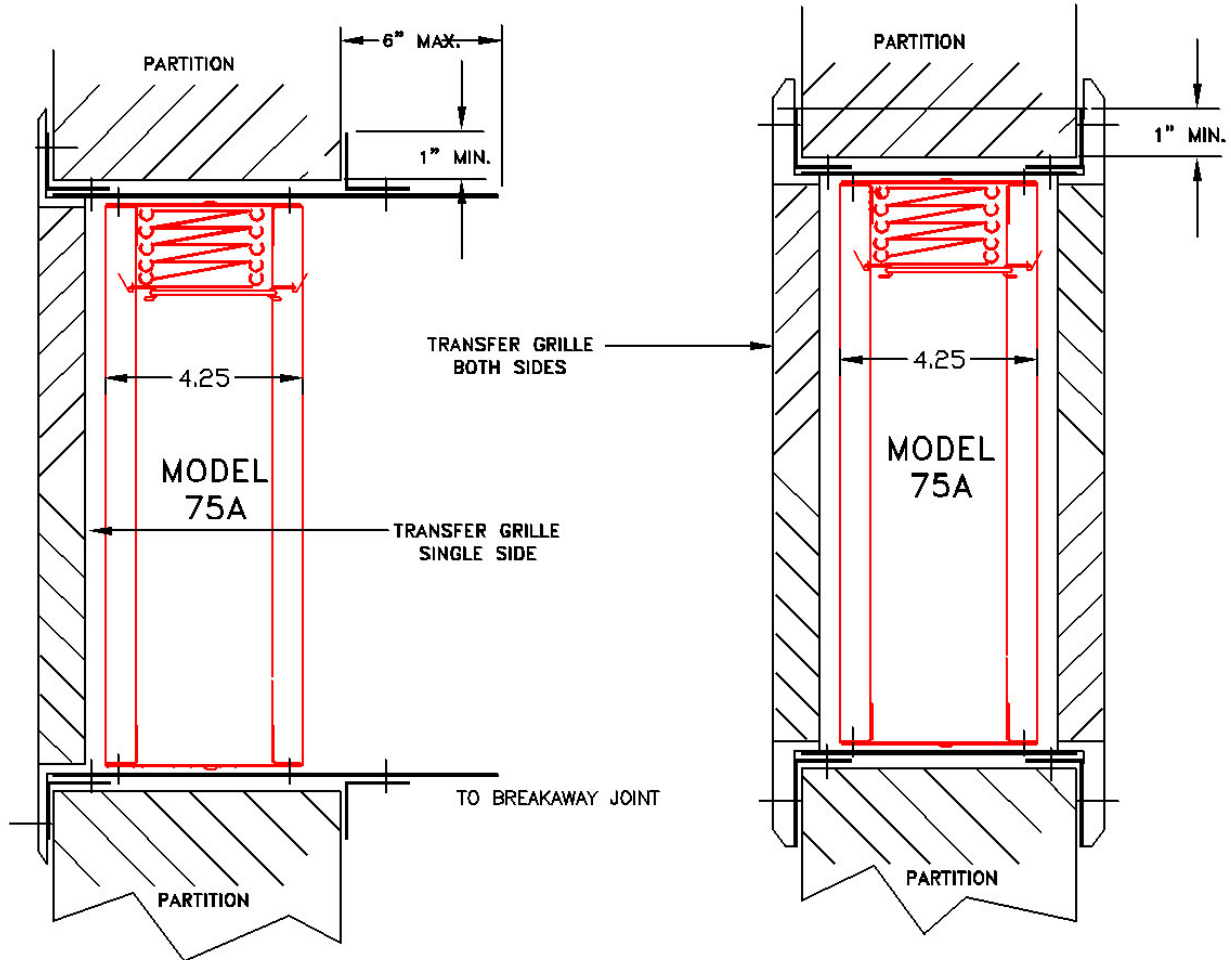 PARTITION
6" MAX.
1" MIN.
4.25
MODEL
75A
TRANSFER GRILLE
SINGLE SIDE
TO BREAKAWAY JOINT
PARTITION
PARTITION
1" MIN.
TRANSFER GRILLE
BOTH SIDES
4.25
MODEL
75A
PARTITION